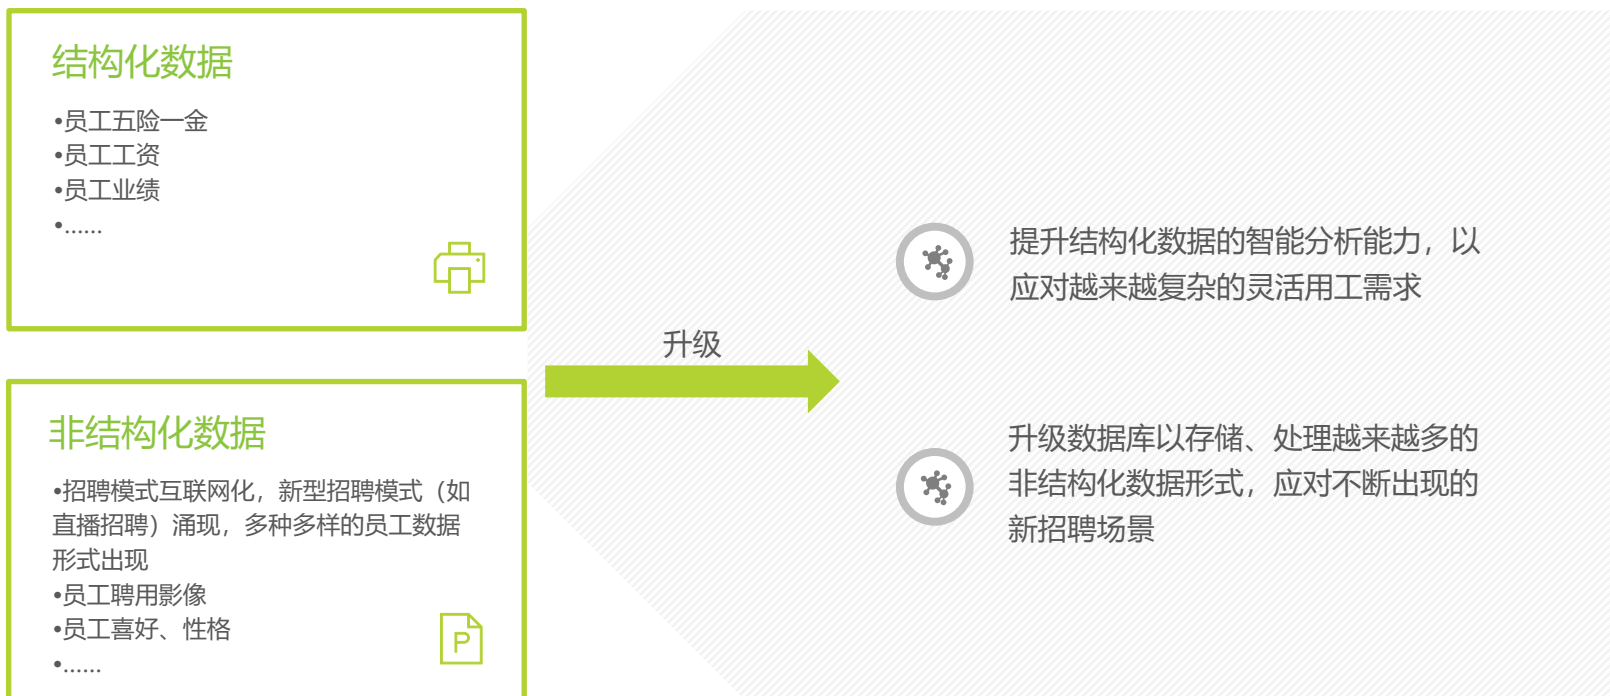 结构化数据
•员工五险一金
•员工工资
•员工业绩
•......
非结构化数据
•招聘模式互联网化，新型招聘模式（如
直播招聘）涌现，多种多样的员工数据
形式出现
•员工聘用影像
•员工喜好、性格
•......
P
升级
提升结构化数据的智能分析能力，以
应对越来越复杂的灵活用工需求
升级数据库以存储、处理越来越多的
非结构化数据形式，应对不断出现的
新招聘场景